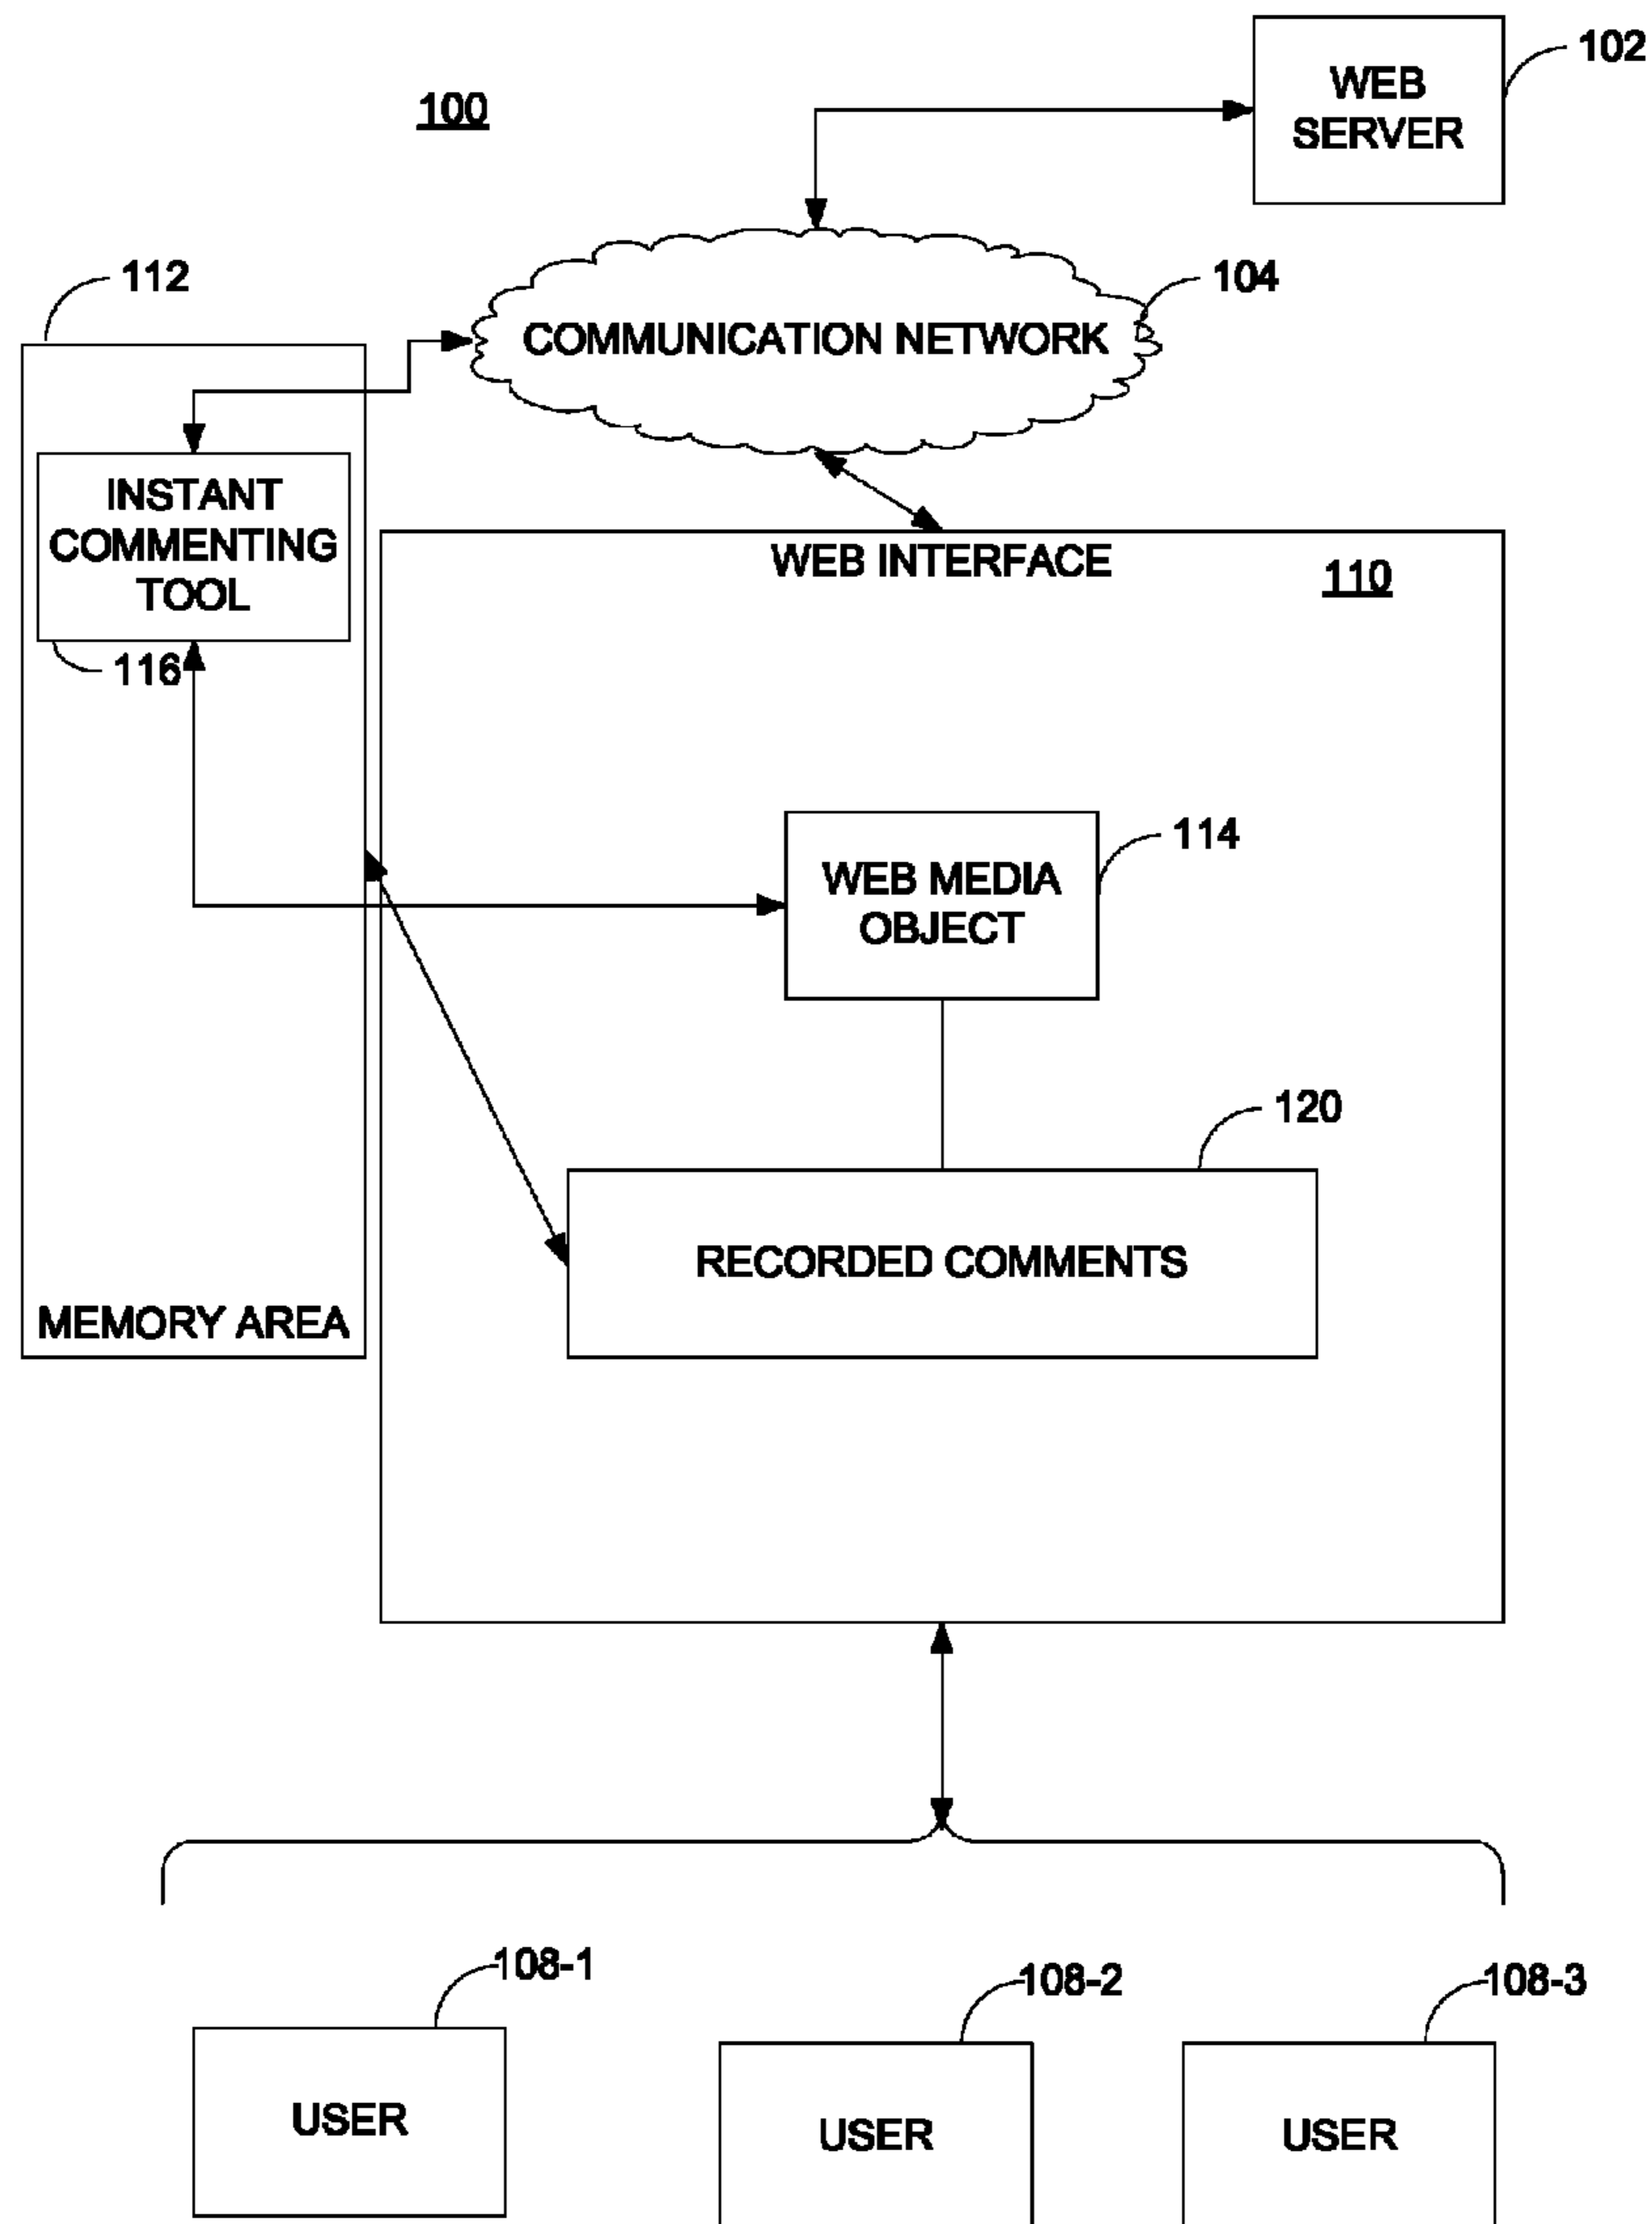 102
WEB
SERVER
100
112
104
COMMUNICATION NETWORK
INSTANT
COMMENTING
TOOL
116
WEB INTERFACE
110
114
WEB MEDIA
OBJECT
120
RECORDED COMMENTS
MEMORY AREA
108-1
108-2
108-3
USER
USER
USER